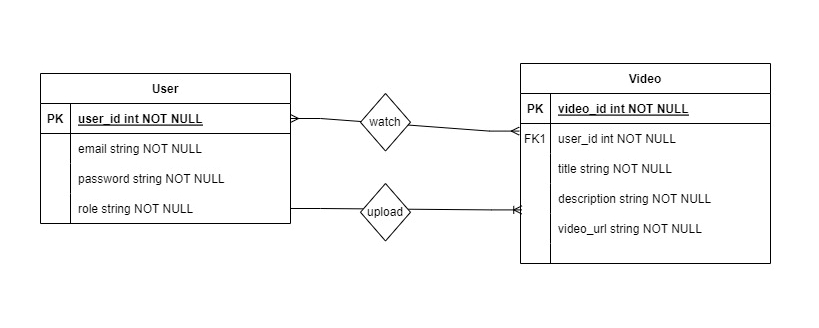 User
PK user_id int NOT NULL
email string NOT NULL
password string NOT NULL
role string NOT NULL
watch
upload
Video
PK video_id int NOT NULL
FK1 user_id int NOT NULL
title string NOT NULL
description string NOT NULL
video_url string NOT NULL